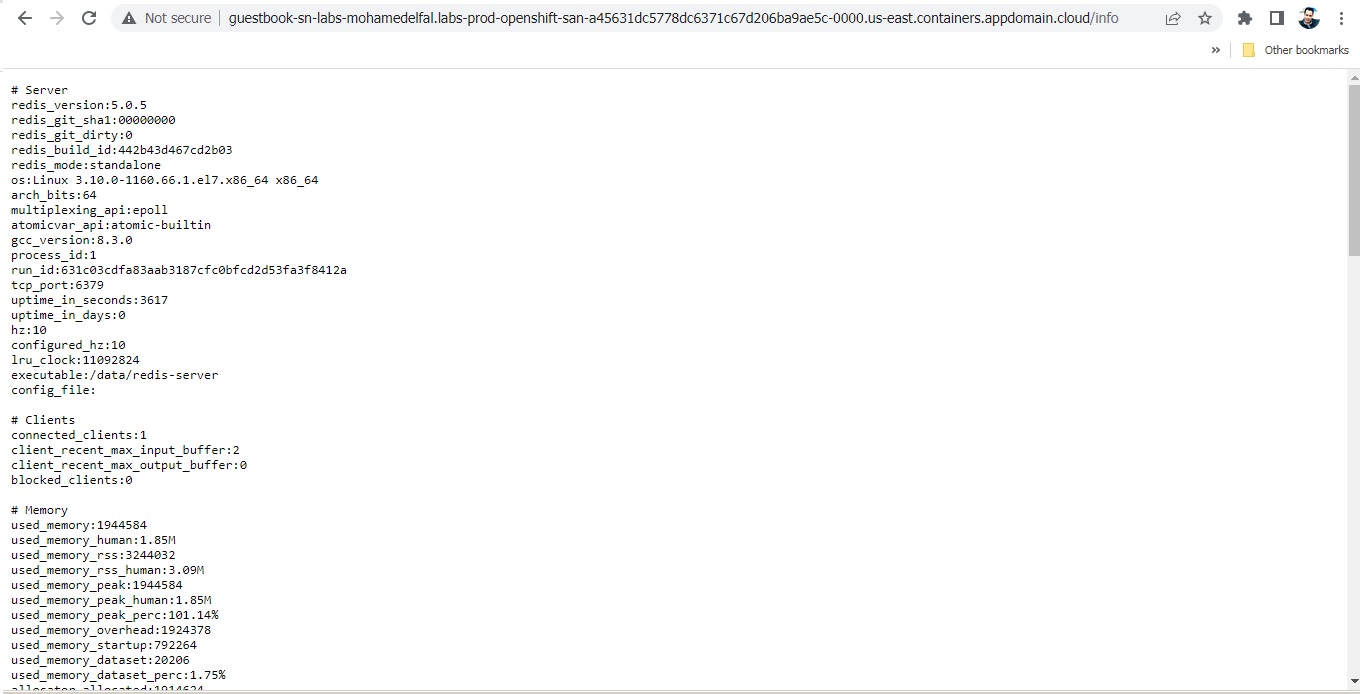 Not secure
guestbook-sn-labs-mohamedelfal.labs-prod-openshift-san-a45631dc5778dc6371c67d206ba9ae5c-0000.us-east.containers.appdomain.cloud/info
» Other bookmarks
# Server
redis_version:5.0.5
redis_git_sha1:00000000
redis_git_dirty:0
redis_build_id:442b43d467cd2b03
redis_mode:standalone
os:Linux 3.10.0-1160.66.1.el7.x86_64 x86_64
arch_bits:64
multiplexing_api:epoll
atomicvar_api:atomic-builtin
gcc_version:8.3.0
process_id:1
run_id:631c03cdfa83aab3187cfc0bfcd2d53fa3f8412a
tcp_port:6379
uptime_in_seconds:3617
uptime_in_days:0
hz:10
configured_hz:10
lru_clock:11092824
executable:/data/redis-server
config_file:
# Clients
connected_clients:1
client_recent_max_input_buffer:2
client_recent_max_output_buffer:0
blocked_clients:0
# Memory
used_memory:1944584
used_memory_human:1.85M
used_memory_rss:3244032
used_memory_rss_human:3.09M
used_memory_peak:1944584
used_memory_peak_human:1.85M
used_memory_peak_perc:101.14%
used_memory_overhead:1924378
used_memory_startup:792264
used_memory_dataset:20206
used_memory_dataset_perc:1.75%
allocator_allocated:1914624